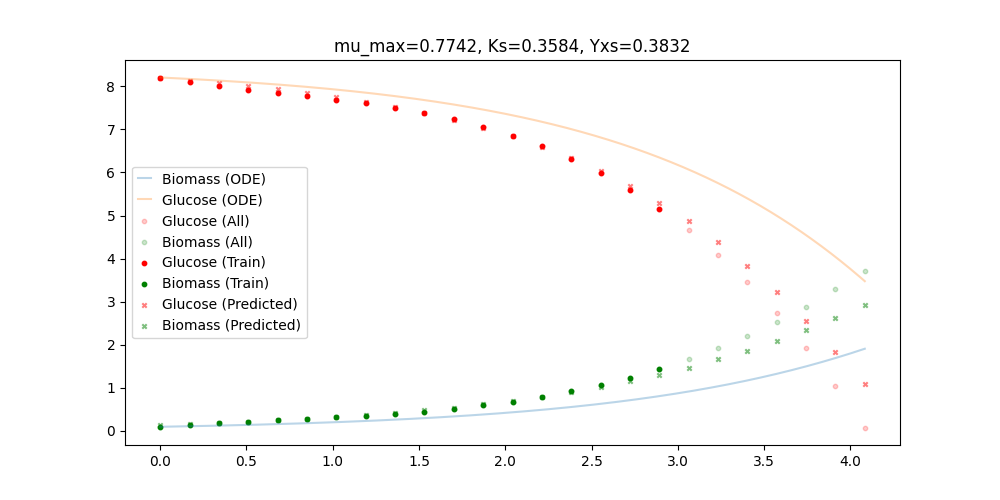 mu_max=0.7742, Ks=0.3584, Yxs=0.3832
8
7
6
5
4
3
2
1
0
Biomass (ODE)
Glucose (ODE)
Glucose (All)
Biomass (All)
Glucose (Train)
Biomass (Train)
Glucose (Predicted)
Biomass (Predicted)
0.0 0.5 1.0 1.5 2.0 2.5 3.0 3.5 4.0